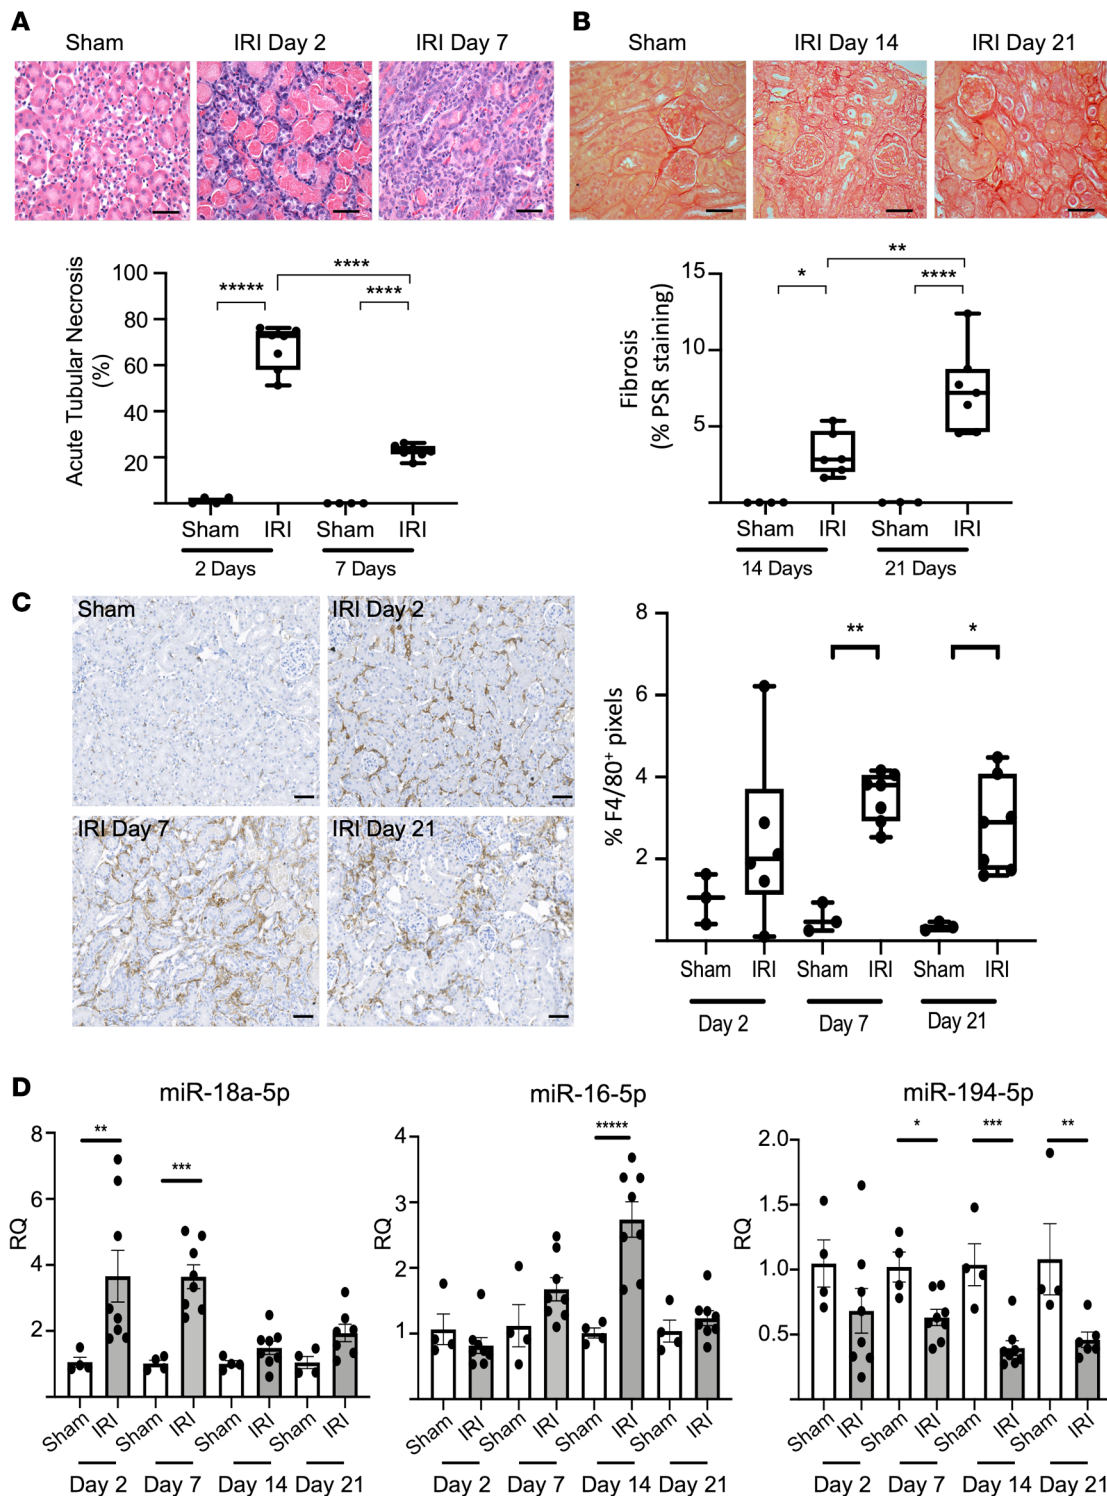 A
Sham
IRI Day 2
IRI Day 7
Acute Tubular Necrosis
(%)
100
80
60
40
20
*****
****
****
Sham
IRI
Sham
IRI
2 Days
7 Days
B
Sham
IRI Day 14
IRI Day 21
Fibrosis
(% PSR staining)
15
10
5
*
**
****
Sham
IRI
Sham
IRI
14 Days
21 Days
C
Sham
IRI Day 2
IRI Day 7
IRI Day 21
% F4/80+ pixels
8
6
4
2
**
*
Sham
IRI
Sham
IRI
Sham
IRI
Day 2
Day 7
Day 21
D
miR-18a-5p
RQ
8
6
4
2
**
***
Sham
IRI
Sham
IRI
Sham
IRI
Sham
IRI
Day 2
Day 7
Day 14
Day 21
miR-16-5p
RQ
4
3
2
1
*****
Sham
IRI
Sham
IRI
Sham
IRI
Sham
IRI
Day 2
Day 7
Day 14
Day 21
miR-194-5p
RQ
2.0
1.5
1.0
0.5
*
***
**
Sham
IRI
Sham
IRI
Sham
IRI
Sham
IRI
Day 2
Day 7
Day 14
Day 21